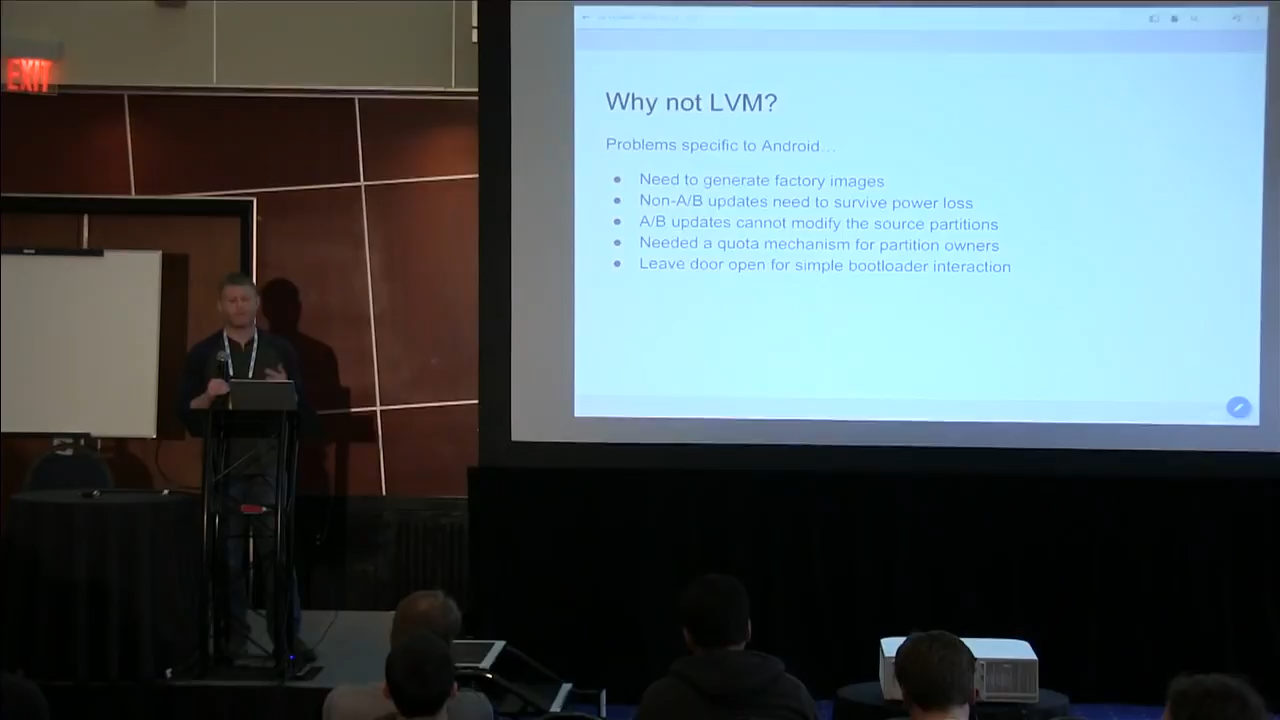 EXIT
Why not LVM?
Problems specific to Android…
● Need to generate factory images
● Non-A/B updates need to survive power loss
● A/B updates cannot modify the source partitions
● Needed a quota mechanism for partition owners
● Leave door open for simple bootloader interaction